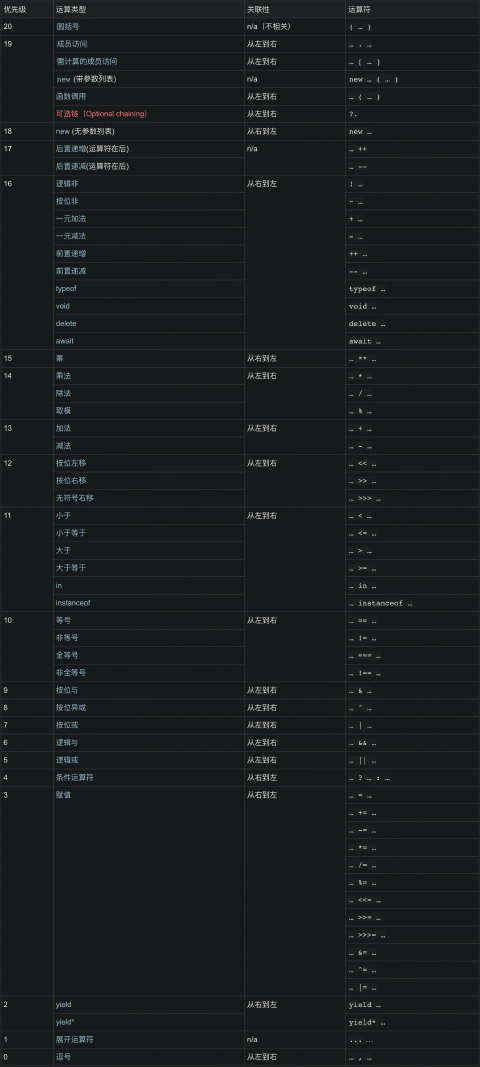 优先级 运算类型 关联性 运算符
20 圆括号 n/a（不相关） ( … )
19 成员访问 从左到右 … . …
需计算的成员访问 从左到右 … [ … ]
new (带参数列表) n/a new … ( … )
函数调用 从左到右 … ( … )
可选链（Optional chaining） 从左到右 ?.
18 new (无参数列表) 从右到左 new …
17 后置递增(运算符在后) n/a … ++
后置递减(运算符在后) … --
16 逻辑非 从右到左 ! …
按位非 ~ …
一元加法 + …
一元减法 - …
前置递增 ++ …
前置递减 -- …
typeof typeof …
void void …
delete delete …
await await …
15 幂 从右到左 … ** …
14 乘法 从左到右 … * …
除法 … / …
取模 … % …
13 加法 从左到右 … + …
减法 … - …
12 按位左移 从左到右 … << …
按位右移 … >> …
无符号右移 … >>> …
11 小于 从左到右 … < …
小于等于 … <= …
大于 … > …
大于等于 … >= …
in … in …
instanceof … instanceof …
10 等号 从左到右 … == …
非等号 … != …
全等号 … === …
非全等号 … !== …
9 按位与 从左到右 … & …
8 按位异或 从左到右 … ^ …
7 按位或 从左到右 … | …
6 逻辑与 从左到右 … && …
5 逻辑或 从左到右 … || …
4 条件运算符 从右到左 … ? … : …
3 赋值 从右到左 … = …
… += …
… -= …
… *= …
… /= …
… %= …
… <<= …
… >>= …
… >>>= …
… &= …
… ^= …
… |= …
2 yield 从右到左 yield …
yield* yield* …
1 展开运算符 n/a ... …
0 逗号 从左到右 … , …